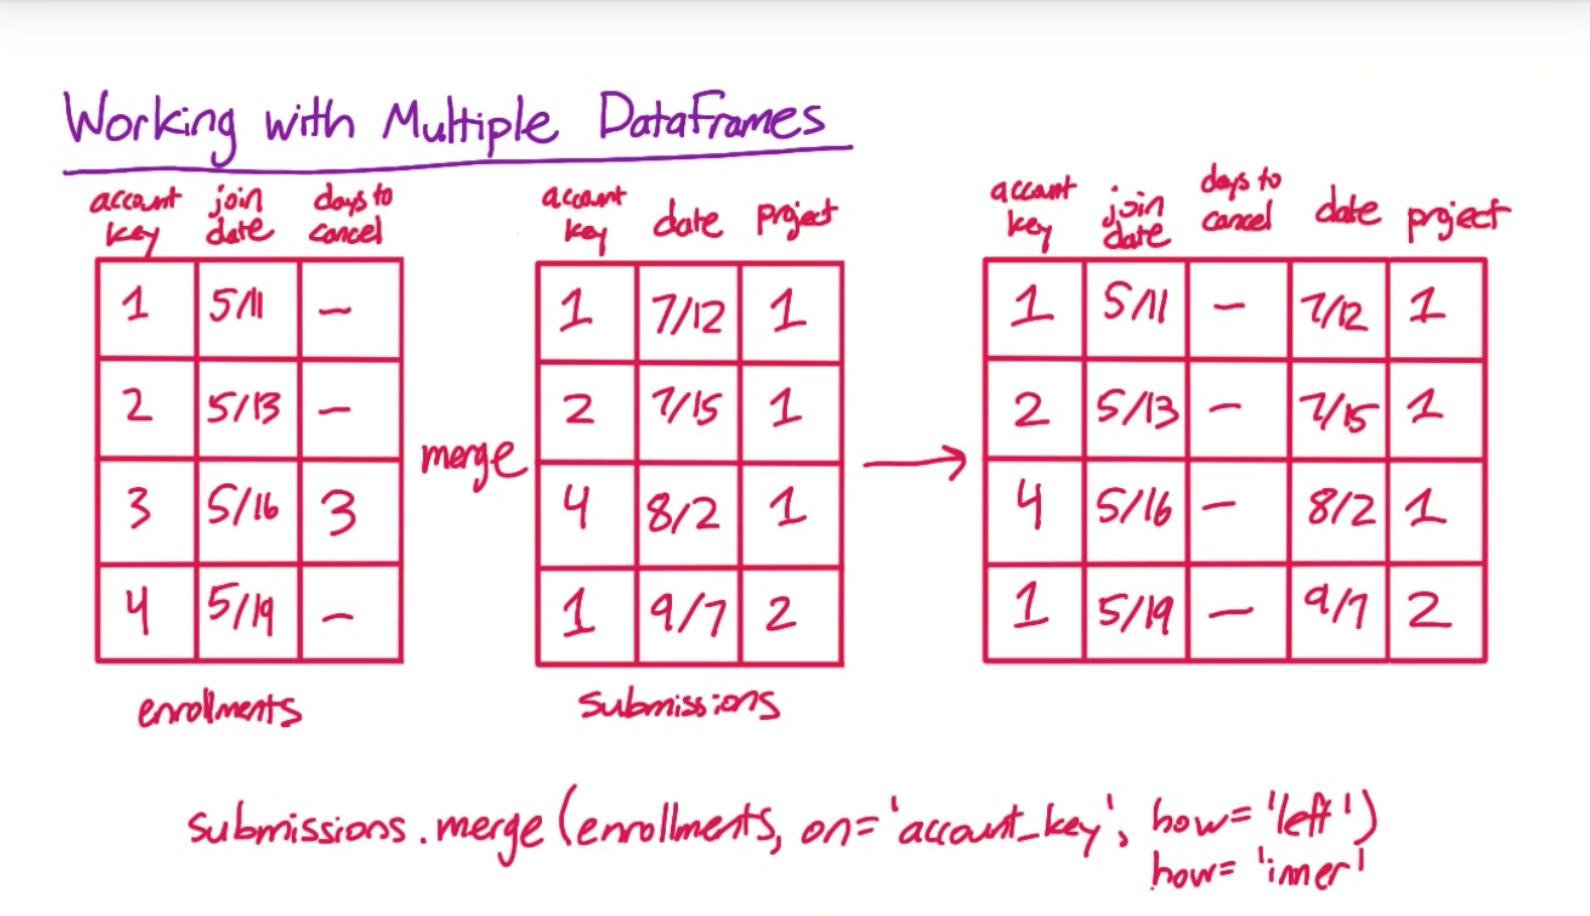 Working with Multiple DataFrames
account key join date days to cancel
1 5/11 –
2 5/13 –
3 5/16 3
4 5/19 –
enrollments
merge
account key date project
1 7/12 1
2 7/15 1
4 8/2 1
1 9/7 2
submissions
account key join date days to cancel date project
1 5/11 – 7/12 1
2 5/13 – 7/15 1
4 5/16 – 8/2 1
1 5/19 – 9/7 2
submissions.merge(enrollments, on='account_key', how='left')
how='inner'